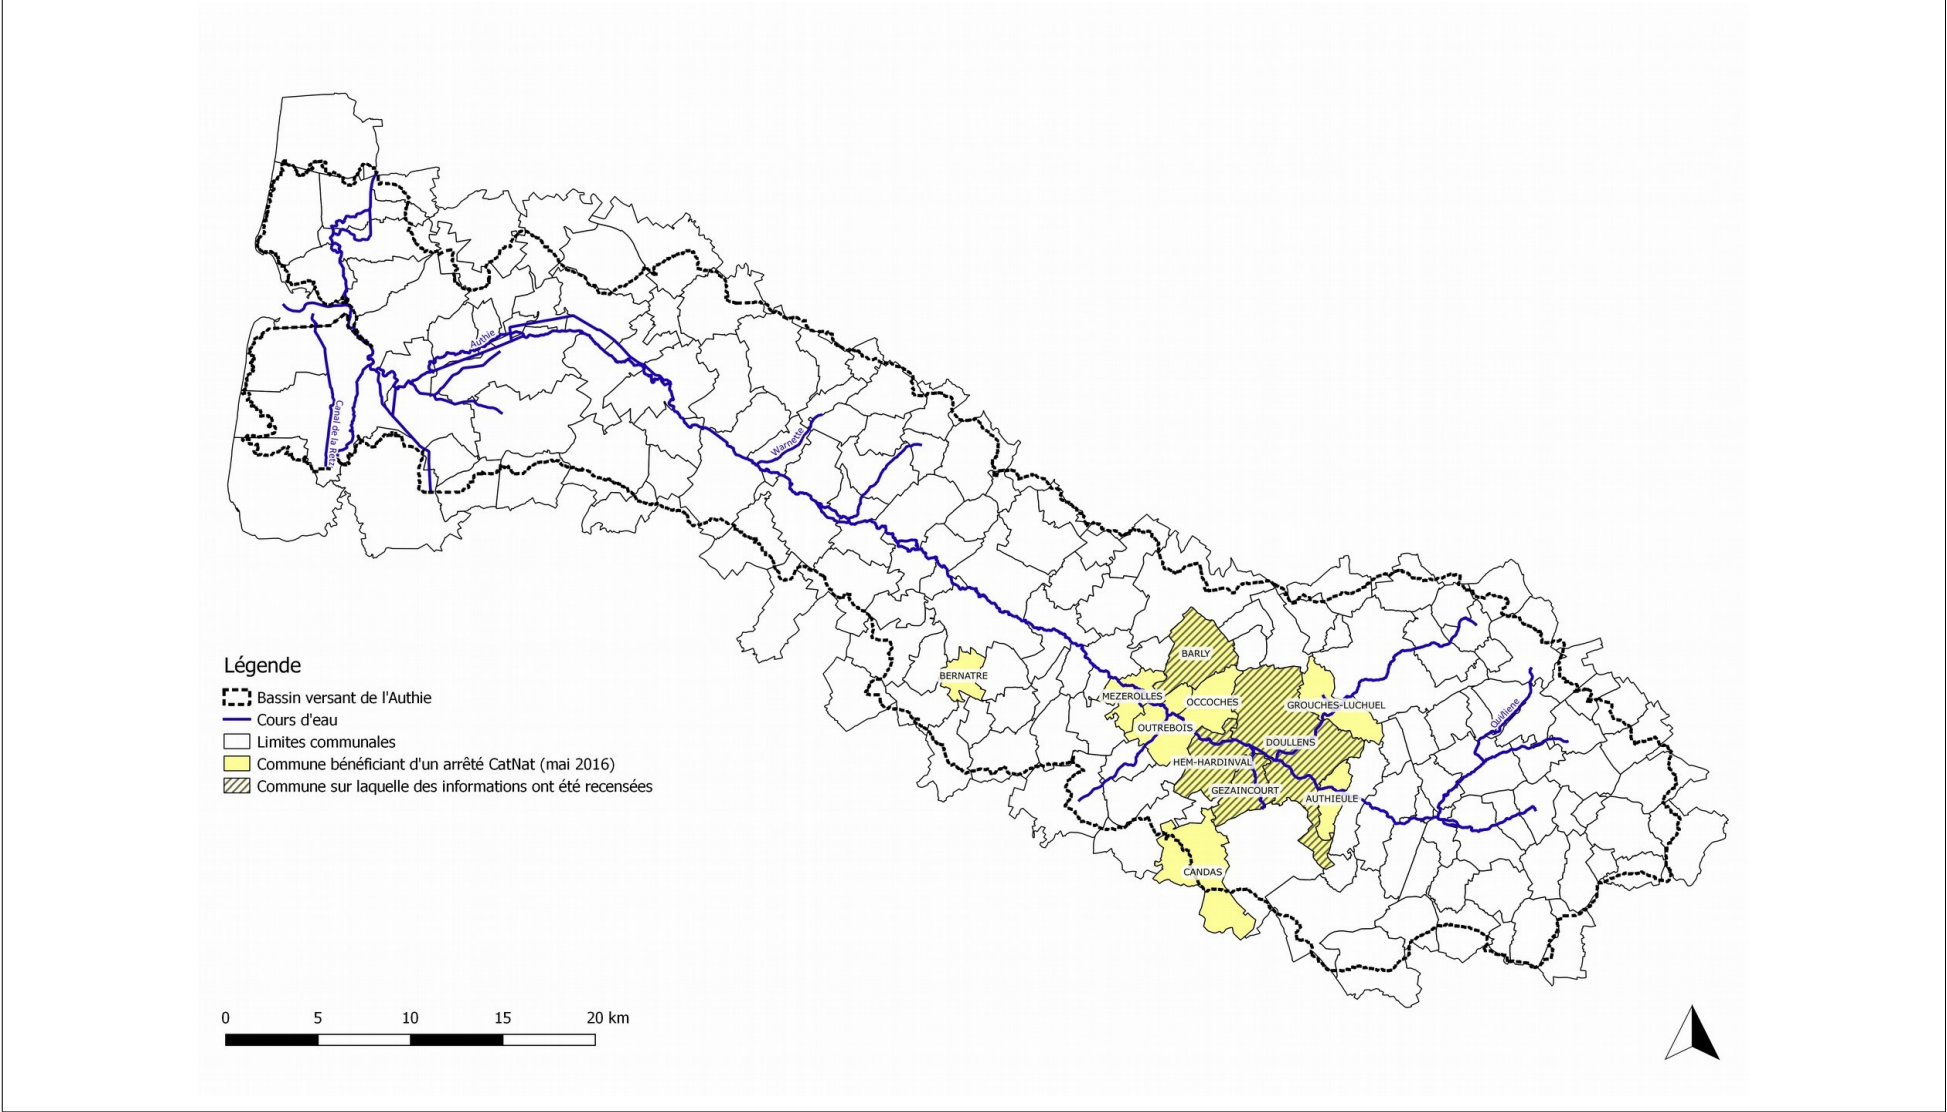 Authie
Canal de la Retz
Warnette
BARLY
BERNATRE
MEZEROLLES
OCCOCHES
GROUCHES-LUCHUEL
OUTREBOIS
DOULLENS
HEM-HARDINVAL
GEZAINCOURT
AUTHIEULE
CANDAS
Légende
Bassin versant de l'Authie
Cours d'eau
Limites communales
Commune bénéficiant d'un arrêté CatNat (mai 2016)
Commune sur laquelle des informations ont été recensées
0 5 10 15 20 km